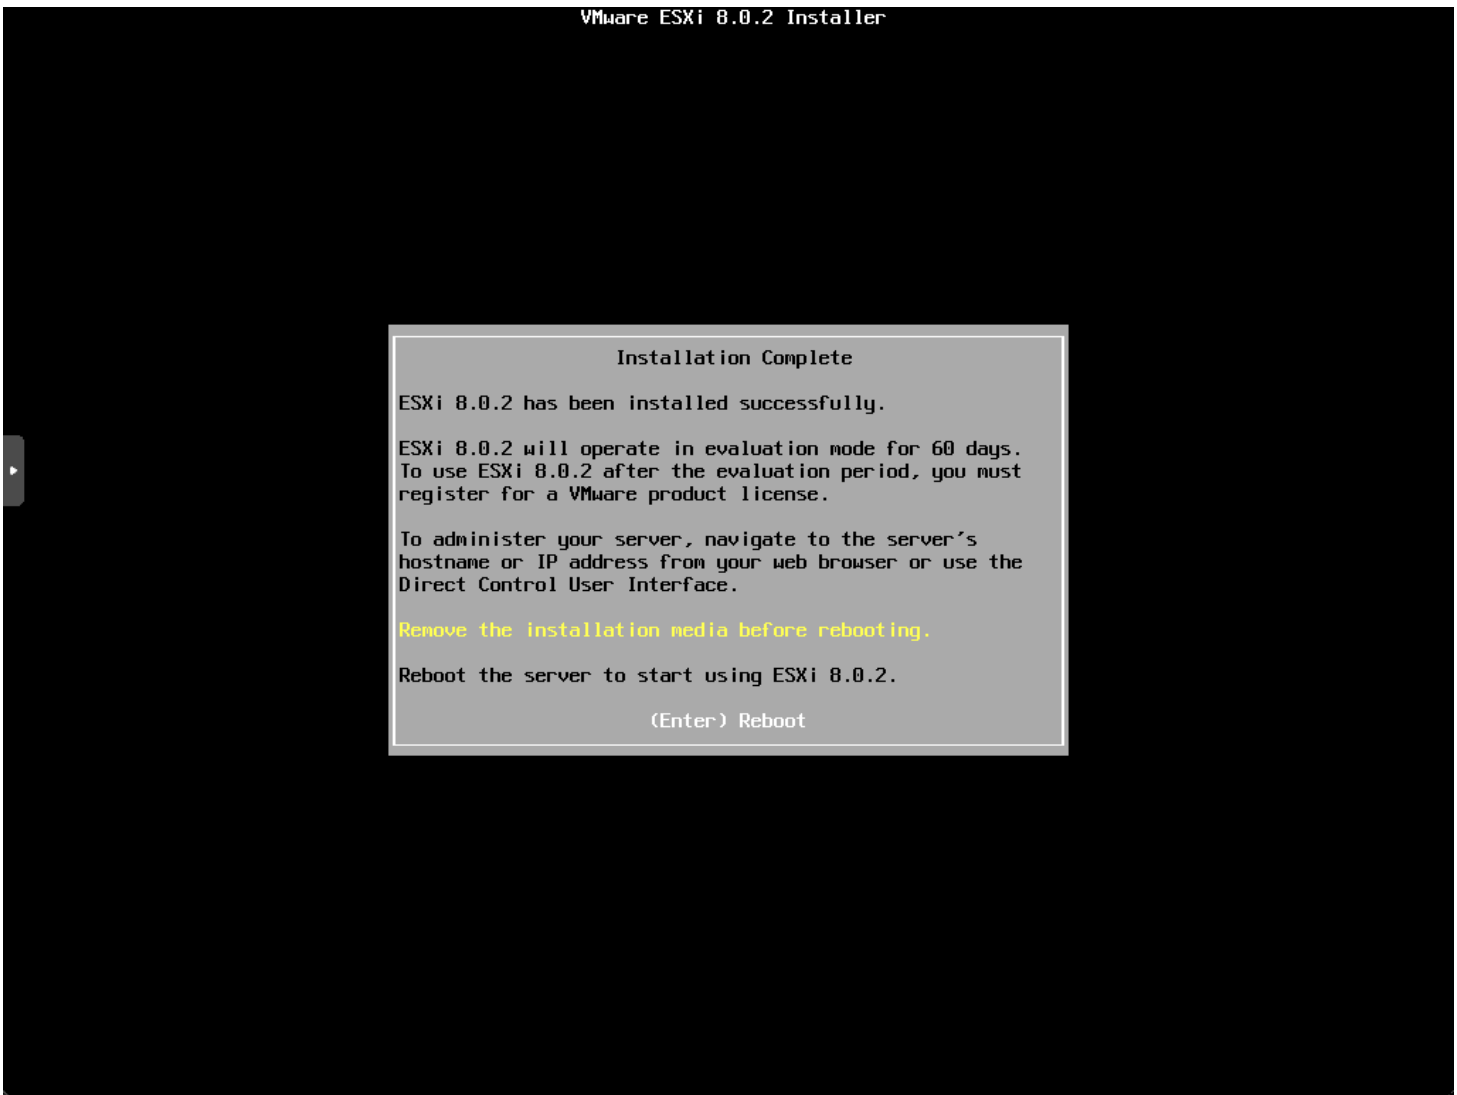 VMware ESXi 8.0.2 Installer
Installation Complete
ESXi 8.0.2 has been installed successfully.
ESXi 8.0.2 will operate in evaluation mode for 60 days.
To use ESXi 8.0.2 after the evaluation period, you must
register for a VMware product license.
To administer your server, navigate to the server's
hostname or IP address from your web browser or use the
Direct Control User Interface.
Remove the installation media before rebooting.
Reboot the server to start using ESXi 8.0.2.
(Enter) Reboot